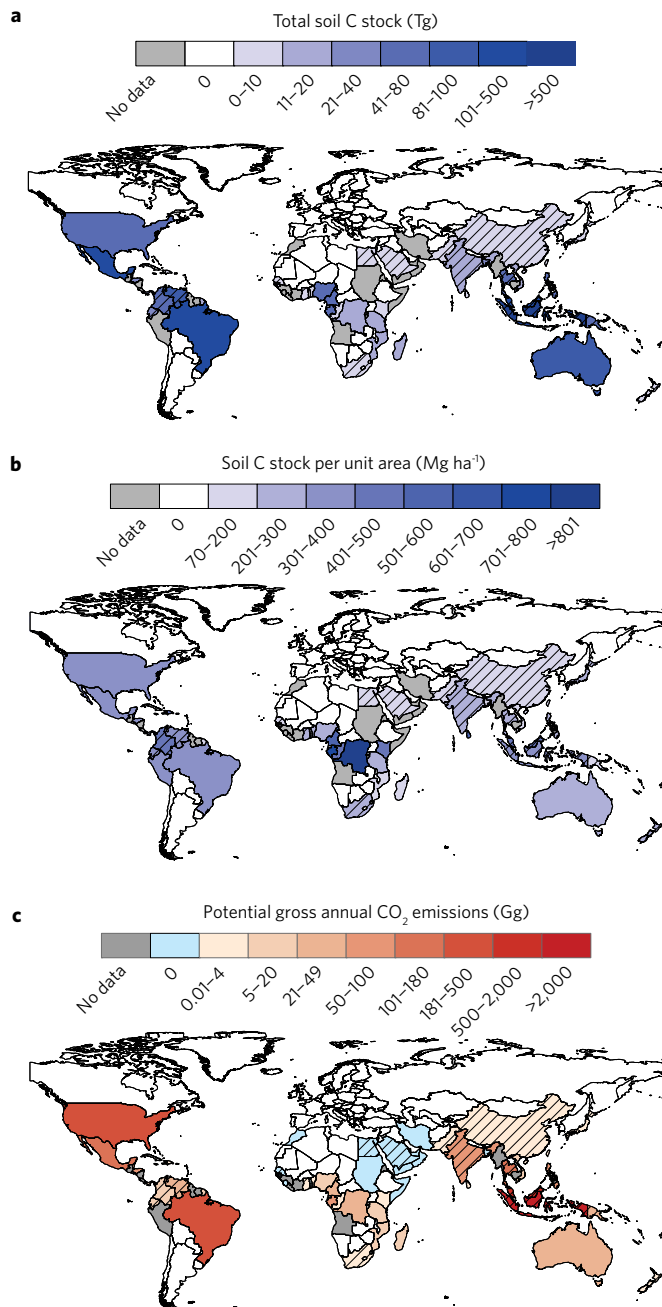 a
Total soil C stock (Tg)
No data
0
0–10
11–20
21–40
41–80
81–100
101–500
>500
b
Soil C stock per unit area (Mg ha⁻¹)
No data
0
70–200
201–300
301–400
401–500
501–600
601–700
701–800
>801
c
Potential gross annual CO₂ emissions (Gg)
No data
0
0.01–4
5–20
21–49
50–100
101–180
181–500
500–2,000
>2,000